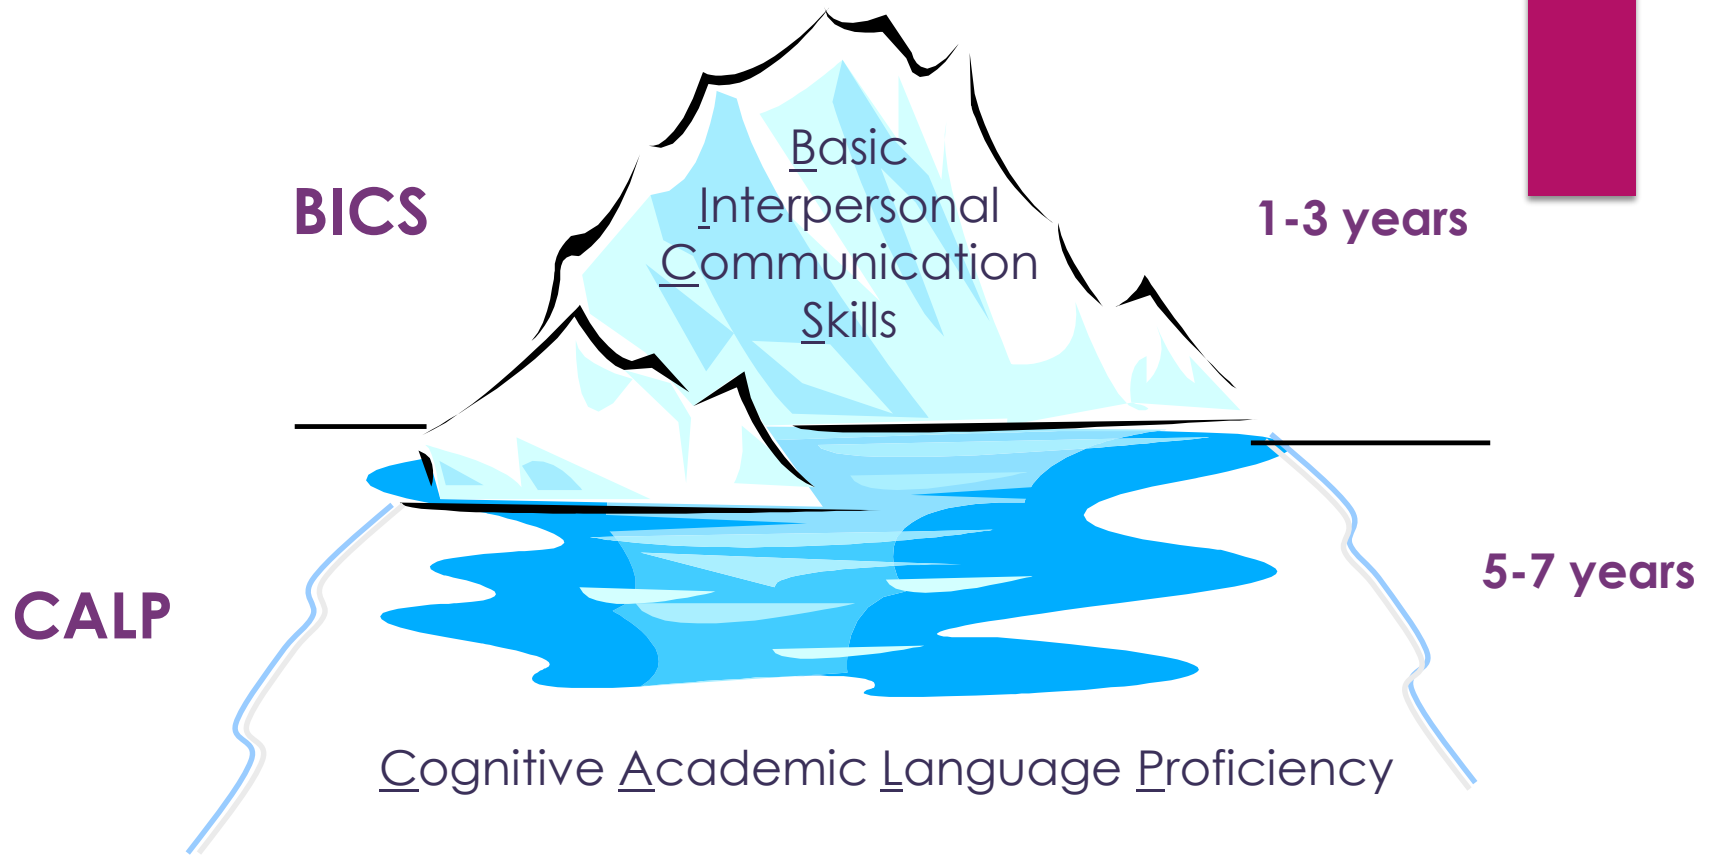 BICS
Basic
Interpersonal
Communication
Skills
1-3 years
CALP
5-7 years
Cognitive Academic Language Proficiency